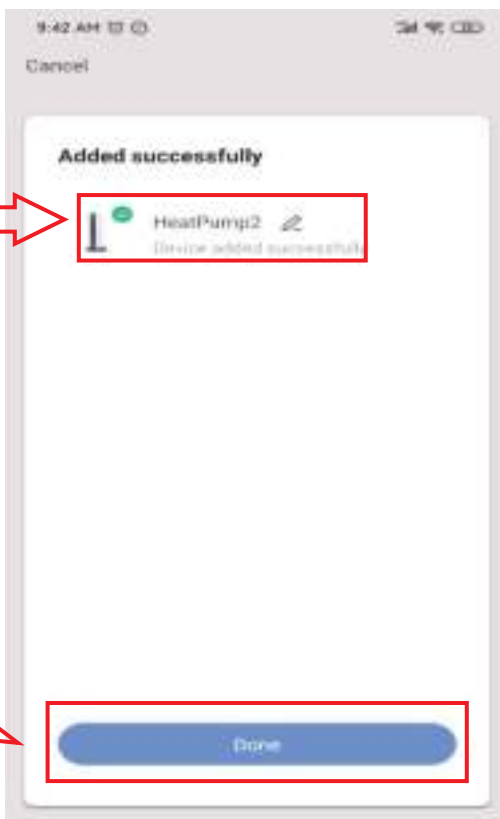 9:42 AM
Cancel
Added successfully
HeatPump2
Device added successfully
Done